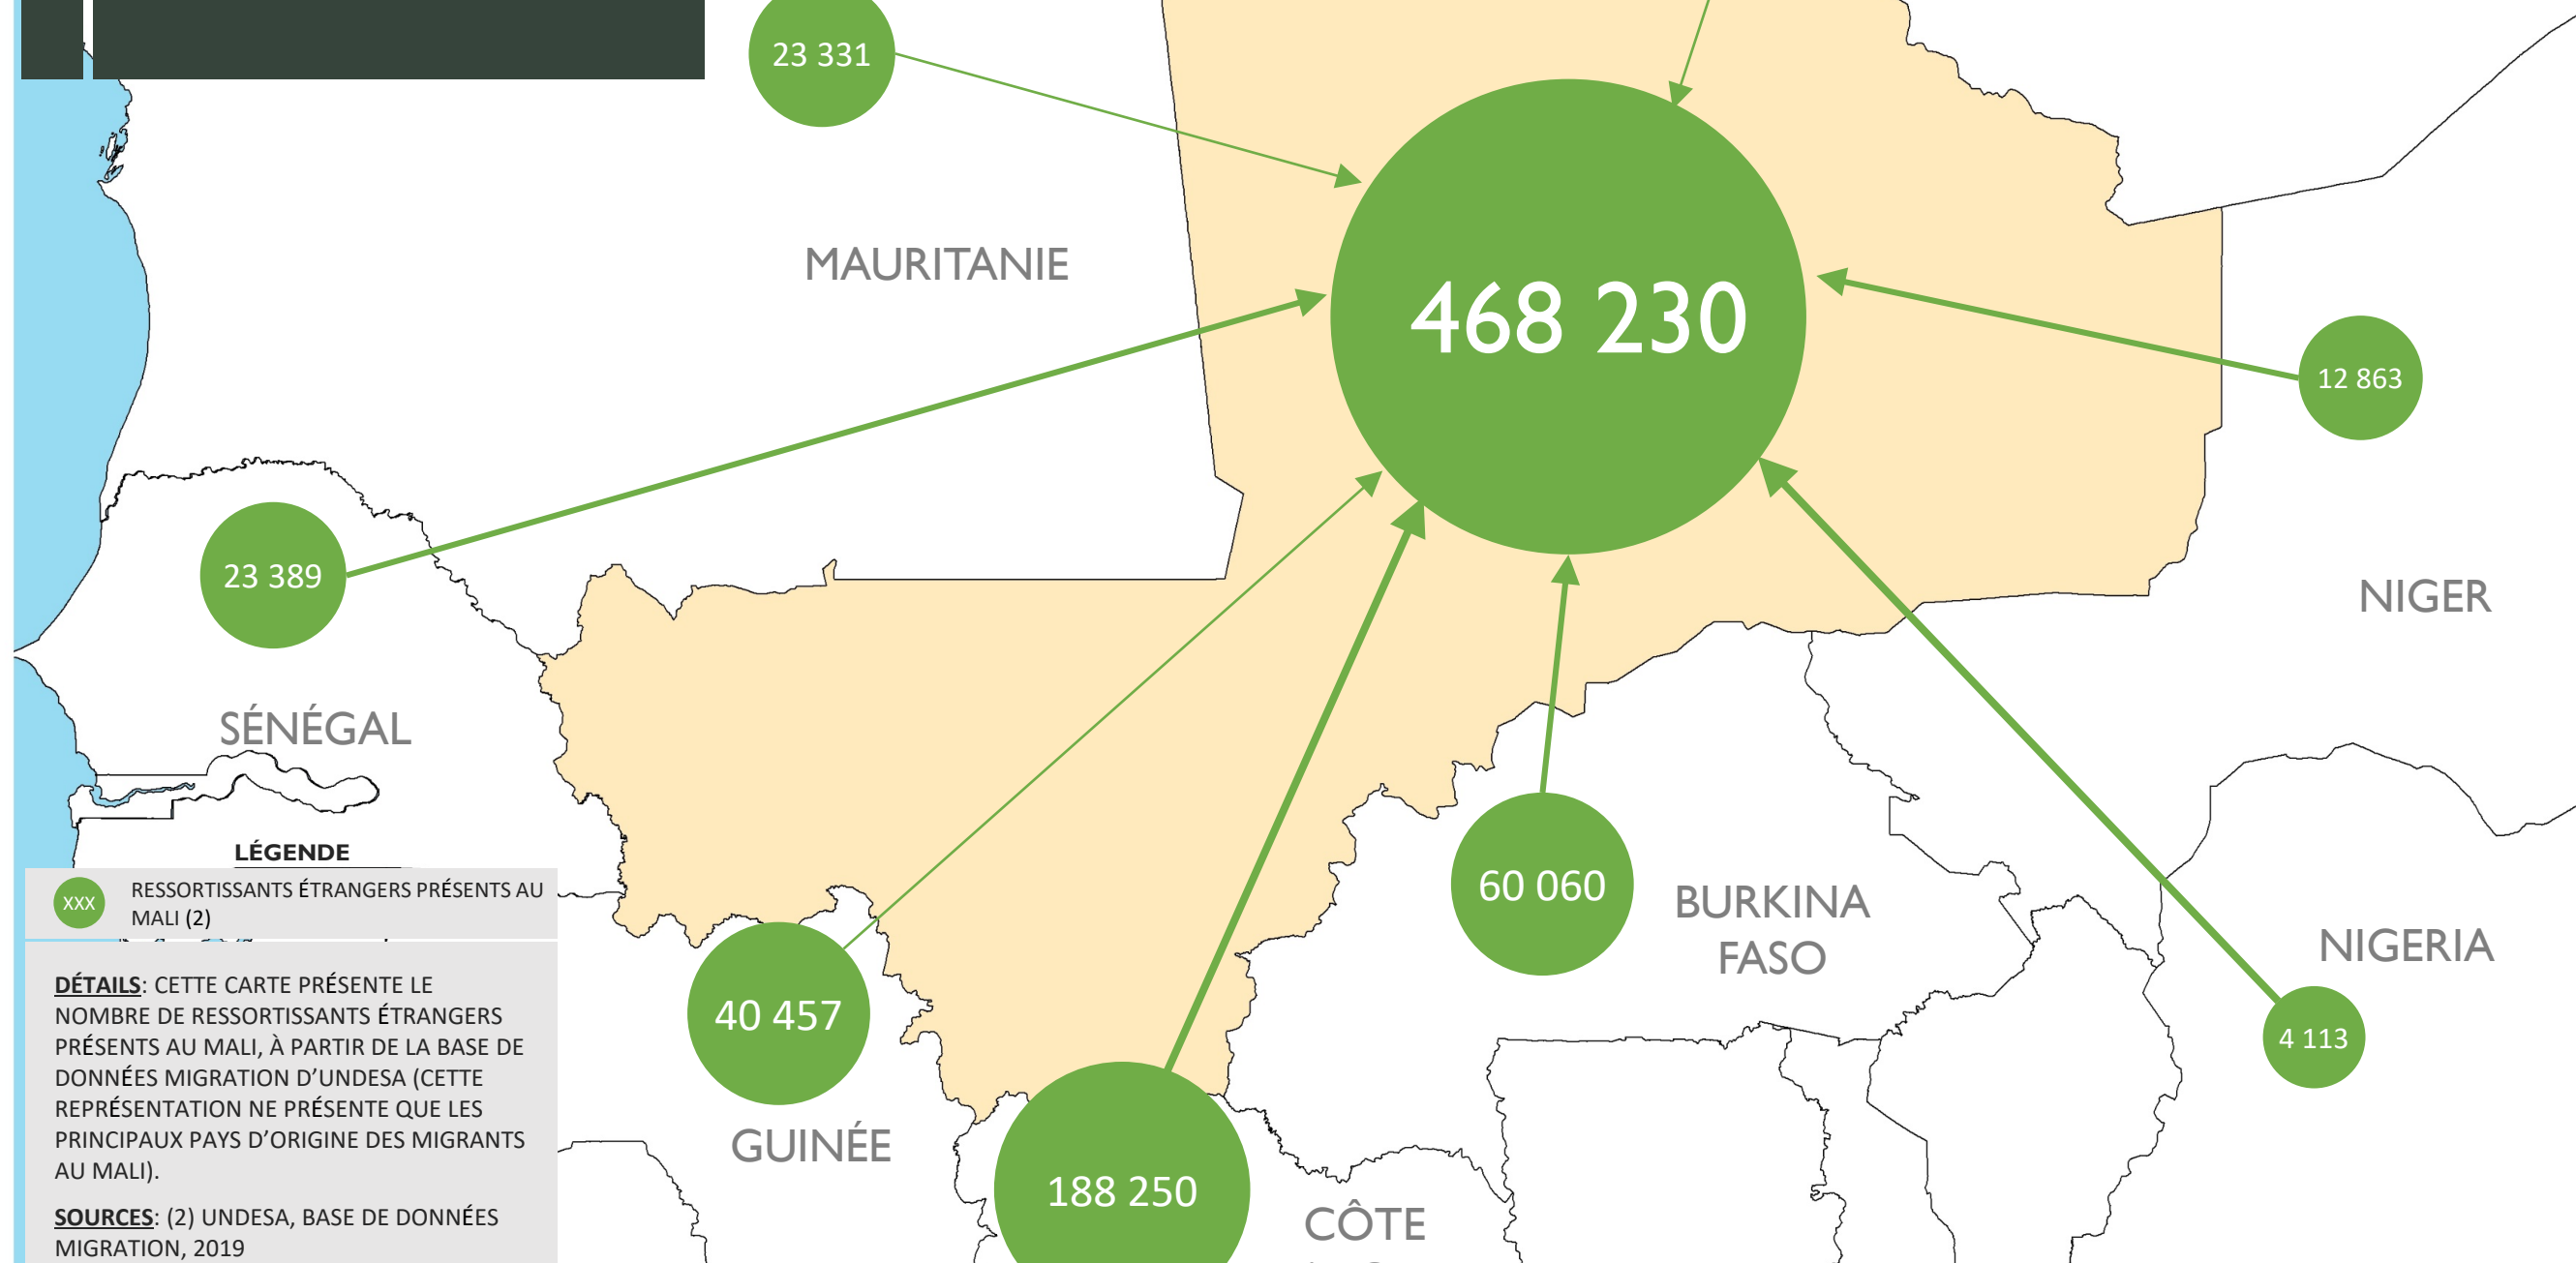 23 331
MAURITANIE
468 230
12 863
23 389
NIGER
SÉNÉGAL
60 060
BURKINA
FASO
NIGERIA
40 457
4 113
GUINÉE
188 250
CÔTE
LÉGENDE
XXX
RESSORTISSANTS ÉTRANGERS PRÉSENTS AU
MALI (2)
DÉTAILS: CETTE CARTE PRÉSENTE LE
NOMBRE DE RESSORTISSANTS ÉTRANGERS
PRÉSENTS AU MALI, À PARTIR DE LA BASE DE
DONNÉES MIGRATION D’UNDESA (CETTE
REPRÉSENTATION NE PRÉSENTE QUE LES
PRINCIPAUX PAYS D’ORIGINE DES MIGRANTS
AU MALI).
SOURCES: (2) UNDESA, BASE DE DONNÉES
MIGRATION, 2019